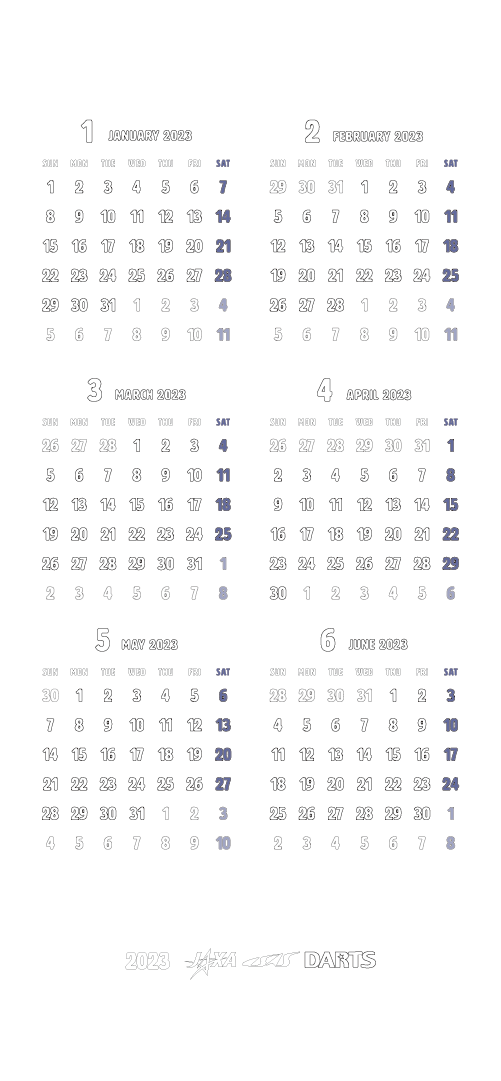 1 JANUARY 2023
SUN MON TUE WED THU FRI SAT
1 2 3 4 5 6 7
8 9 10 11 12 13 14
15 16 17 18 19 20 21
22 23 24 25 26 27 28
29 30 31 1 2 3 4
5 6 7 8 9 10 11
2 FEBRUARY 2023
SUN MON TUE WED THU FRI SAT
29 30 31 1 2 3 4
5 6 7 8 9 10 11
12 13 14 15 16 17 18
19 20 21 22 23 24 25
26 27 28 1 2 3 4
5 6 7 8 9 10 11
3 MARCH 2023
SUN MON TUE WED THU FRI SAT
26 27 28 1 2 3 4
5 6 7 8 9 10 11
12 13 14 15 16 17 18
19 20 21 22 23 24 25
26 27 28 29 30 31 1
2 3 4 5 6 7 8
4 APRIL 2023
SUN MON TUE WED THU FRI SAT
26 27 28 29 30 31 1
2 3 4 5 6 7 8
9 10 11 12 13 14 15
16 17 18 19 20 21 22
23 24 25 26 27 28 29
30 1 2 3 4 5 6
5 MAY 2023
SUN MON TUE WED THU FRI SAT
30 1 2 3 4 5 6
7 8 9 10 11 12 13
14 15 16 17 18 19 20
21 22 23 24 25 26 27
28 29 30 31 1 2 3
4 5 6 7 8 9 10
6 JUNE 2023
SUN MON TUE WED THU FRI SAT
28 29 30 31 1 2 3
4 5 6 7 8 9 10
11 12 13 14 15 16 17
18 19 20 21 22 23 24
25 26 27 28 29 30 1
2 3 4 5 6 7 8
2023 JAXA DARTS